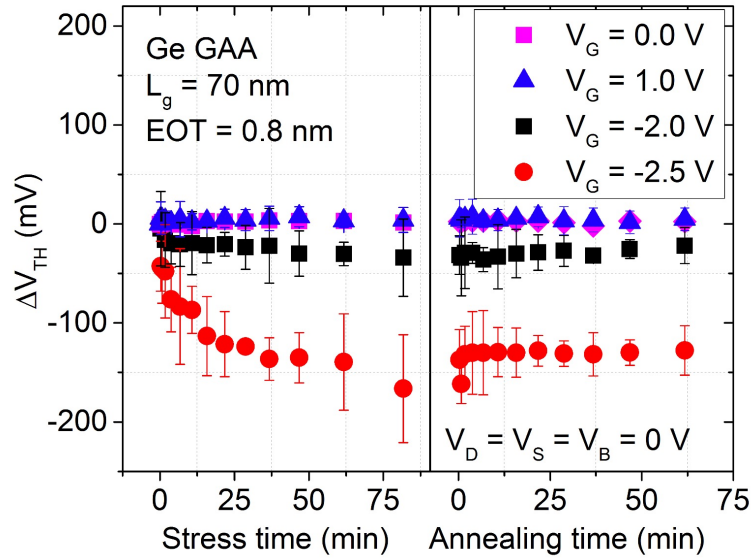 200
100
0
-100
-200
ΔV_TH (mV)
Ge GAA
L_g = 70 nm
EOT = 0.8 nm
V_G = 0.0 V
V_G = 1.0 V
V_G = -2.0 V
V_G = -2.5 V
V_D = V_S = V_B = 0 V
0 25 50 75 0 25 50 75
Stress time (min) Annealing time (min)